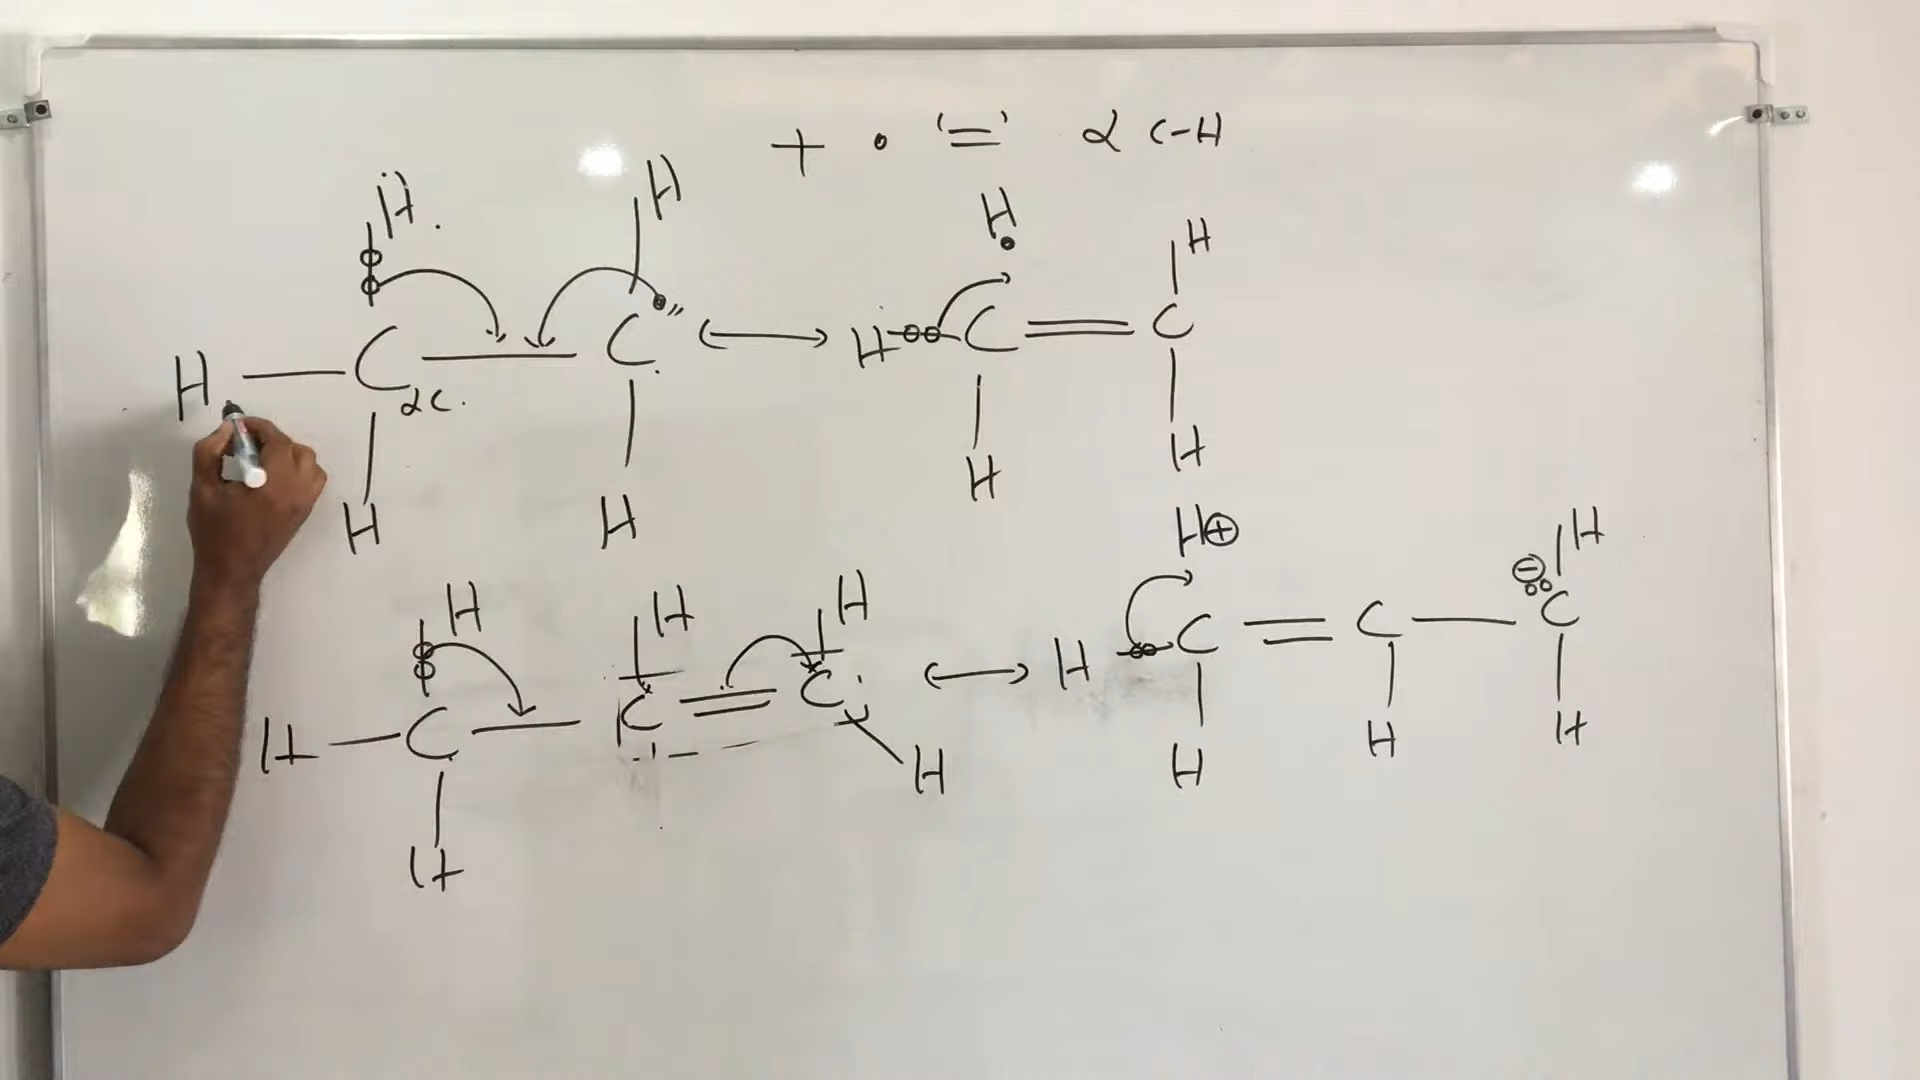 + • '=' α C-H
H. H H H
H C C. ⟷ H C = C
αC.
H H H H
H⊕ ⊖ H
H H H
H C C = C ⟷ H C = C — C
H H H H
H